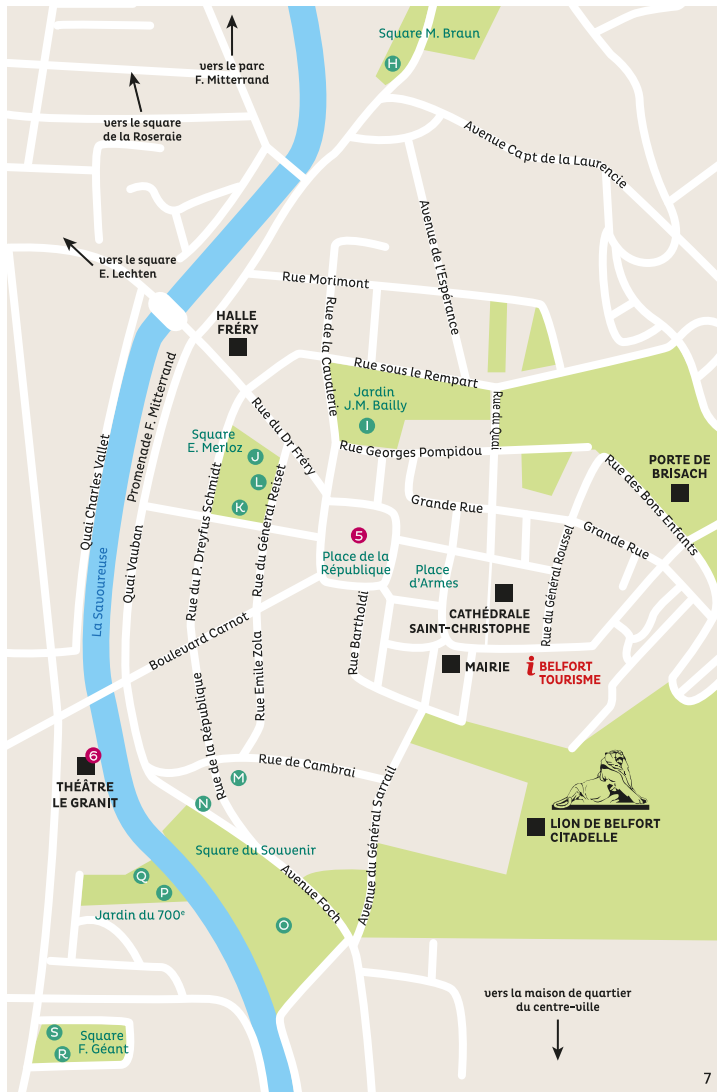 Square M. Braun
H
vers le parc
F. Mitterrand
vers le square
de la Roseraie
Avenue Capt de la Laurencie
Avenue de l'Espérance
vers le square
E. Lechten
Rue Morimont
HALLE
FRÉRY
Rue de la Cavalerie
Rue sous le Rempart
Jardin
J.M. Bailly
I
Rue du Quai
Promenade F. Mitterrand
Quai Charles Vallet
Rue du Dr Fréry
Square
E. Merloz
J
L
K
Rue Georges Pompidou
PORTE DE
BRISACH
Rue des Bons Enfants
Grande Rue
Grande Rue
5
Place de la
République
Place
d'Armes
Rue du P. Dreyfus Schmidt
Rue du Général Reiset
Quai Vauban
La Savoureuse
CATHÉDRALE
SAINT-CHRISTOPHE
Rue du Général Roussel
Boulevard Carnot
Rue Bartholdi
MAIRIE
i
BELFORT
TOURISME
Rue Emile Zola
Rue de la République
6
THÉÂTRE
LE GRANIT
Rue de Cambrai
M
N
Rue de Général Sarrail
LION DE BELFORT
CITADELLE
Square du Souvenir
Avenue Foch
Q
P
Jardin du 700e
O
vers la maison de quartier
du centre-ville
S
R
Square
F. Géant
7